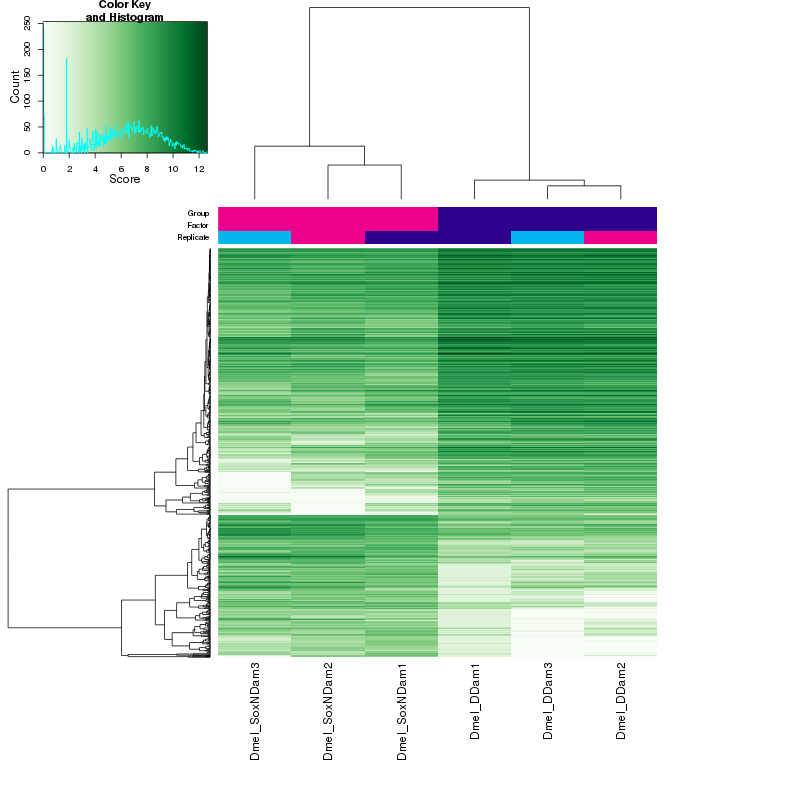 Color Key
and Histogram
Count
0 50 100 150 200 250
0 2 4 6 8 10 12
Score
Group
Factor
Replicate
Dmel_SoxNDam3
Dmel_SoxNDam2
Dmel_SoxNDam1
Dmel_DDam1
Dmel_DDam3
Dmel_DDam2